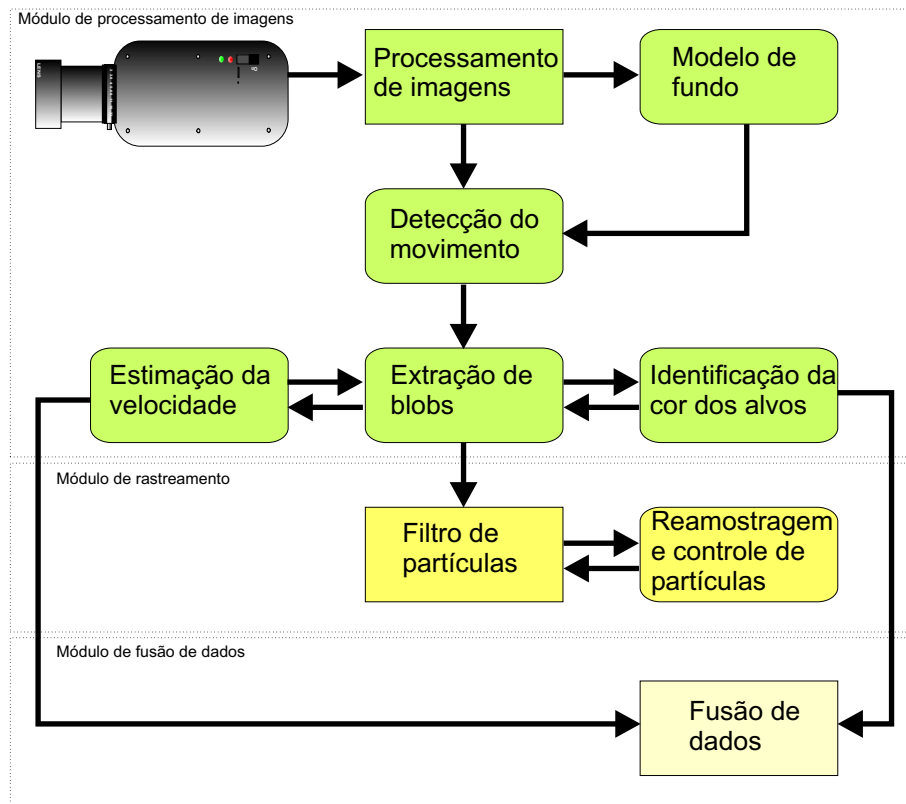 Módulo de processamento de imagens
LENS
Processamento
de imagens
Modelo de
fundo
Detecção do
movimento
Estimação da
velocidade
Extração de
blobs
Identificação da
cor dos alvos
Módulo de rastreamento
Filtro de
partículas
Reamostragem
e controle de
partículas
Módulo de fusão de dados
Fusão de
dados